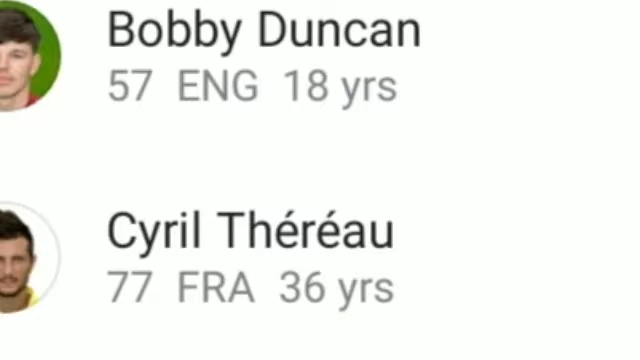 Bobby Duncan
57 ENG 18 yrs
Cyril Théréau
77 FRA 36 yrs